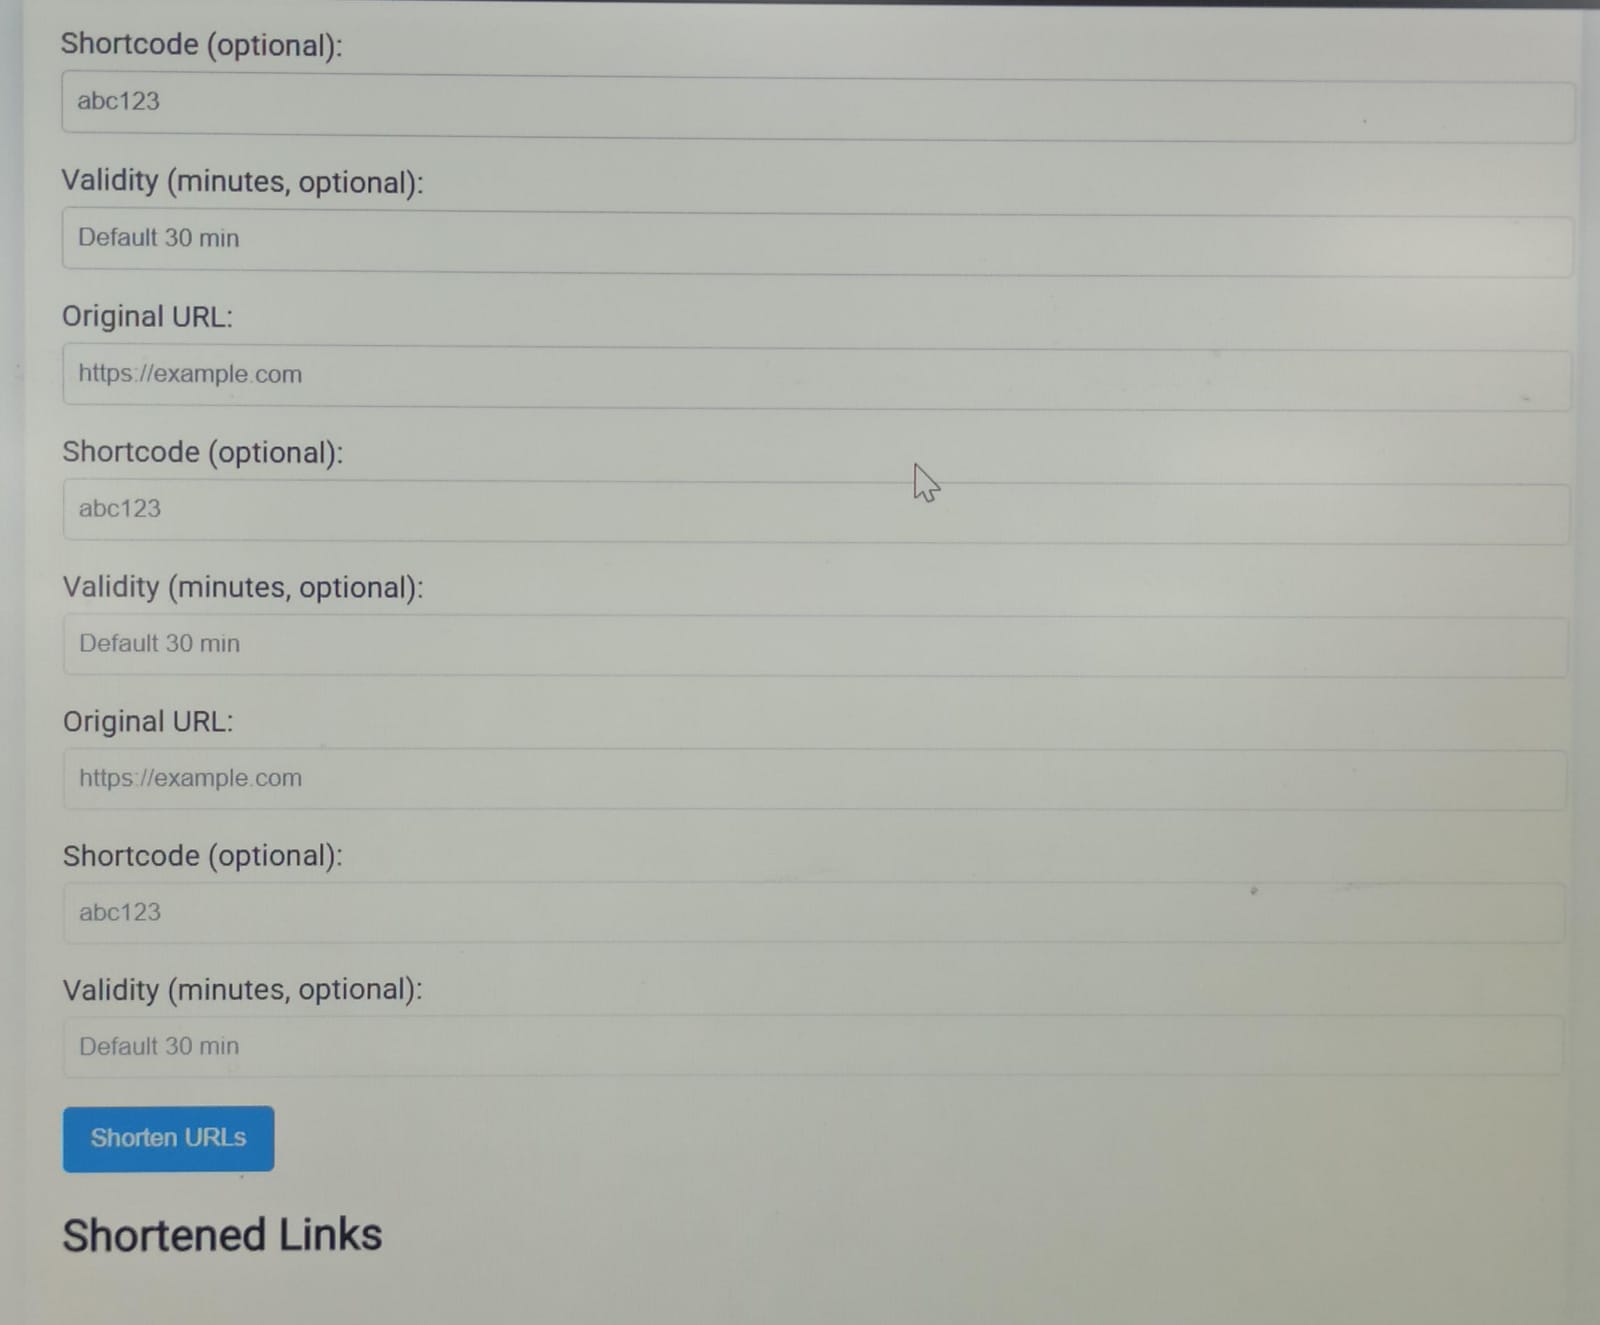 Shortcode (optional):
abc123
Validity (minutes, optional):
Default 30 min
Original URL:
https://example.com
Shortcode (optional):
abc123
Validity (minutes, optional):
Default 30 min
Original URL:
https://example.com
Shortcode (optional):
abc123
Validity (minutes, optional):
Default 30 min
Shorten URLs
Shortened Links